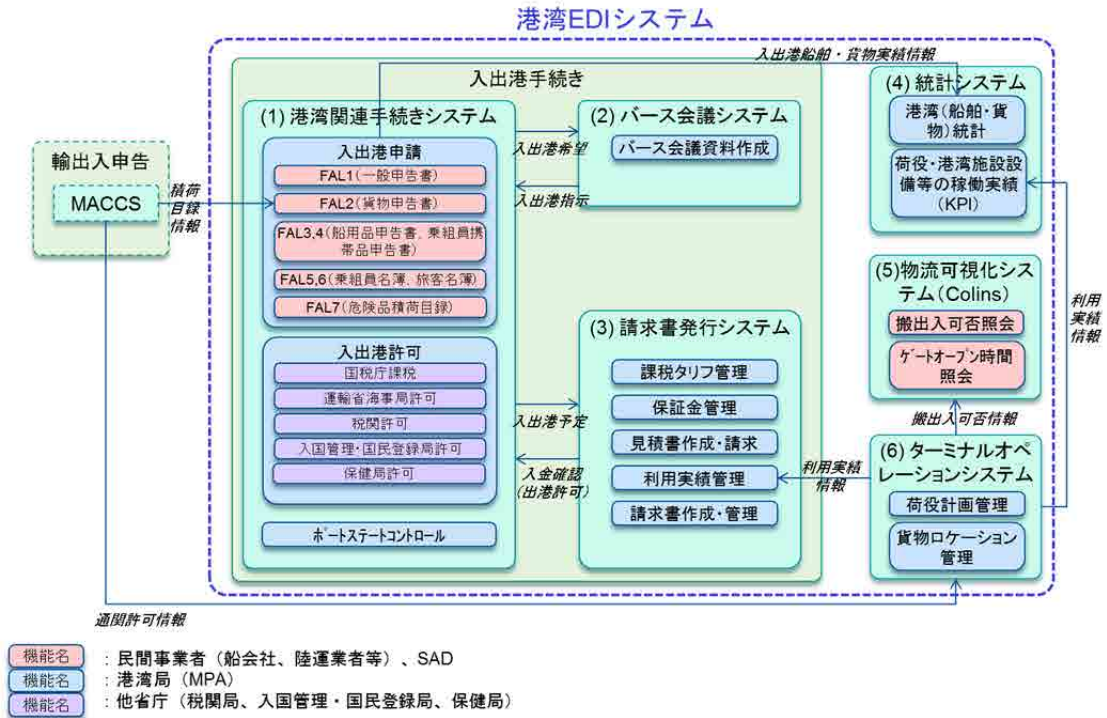 港湾EDIシステム
入出港船舶・貨物実績情報
入出港手続き
(1) 港湾関連手続きシステム
入出港申請
FAL1(一般申告書)
FAL2(貨物申告書)
FAL3,4(船用品申告書、乗組員携
帯品申告書)
FAL5,6(乗組員名簿、旅客名簿)
FAL7(危険品積荷目録)
入出港許可
国税庁課税
運輸省海事局許可
税関許可
入国管理・国民登録局許可
保健局許可
ポートステートコントロール
輸出入申告
MACCS
積荷
目録
情報
入出港希望
入出港指示
(2) バース会議システム
バース会議資料作成
入出港予定
入金確認
(出港許可)
(3) 請求書発行システム
課税タリフ管理
保証金管理
見積書作成・請求
利用実績管理
請求書作成・管理
利用実績
情報
(4) 統計システム
港湾(船舶・貨
物)統計
荷役・港湾施設設
備等の稼働実績
(KPI)
(5)物流可視化シス
テム(Colins)
搬出入可否照会
ゲートオープン時間
照会
利用
実績
情報
搬出入可否情報
(6) ターミナルオペ
レーションシステム
荷役計画管理
貨物ロケーション
管理
通関許可情報
機能名 :民間事業者(船会社、陸運業者等)、SAD
機能名 :港湾局(MPA)
機能名 :他省庁(税関局、入国管理・国民登録局、保健局)